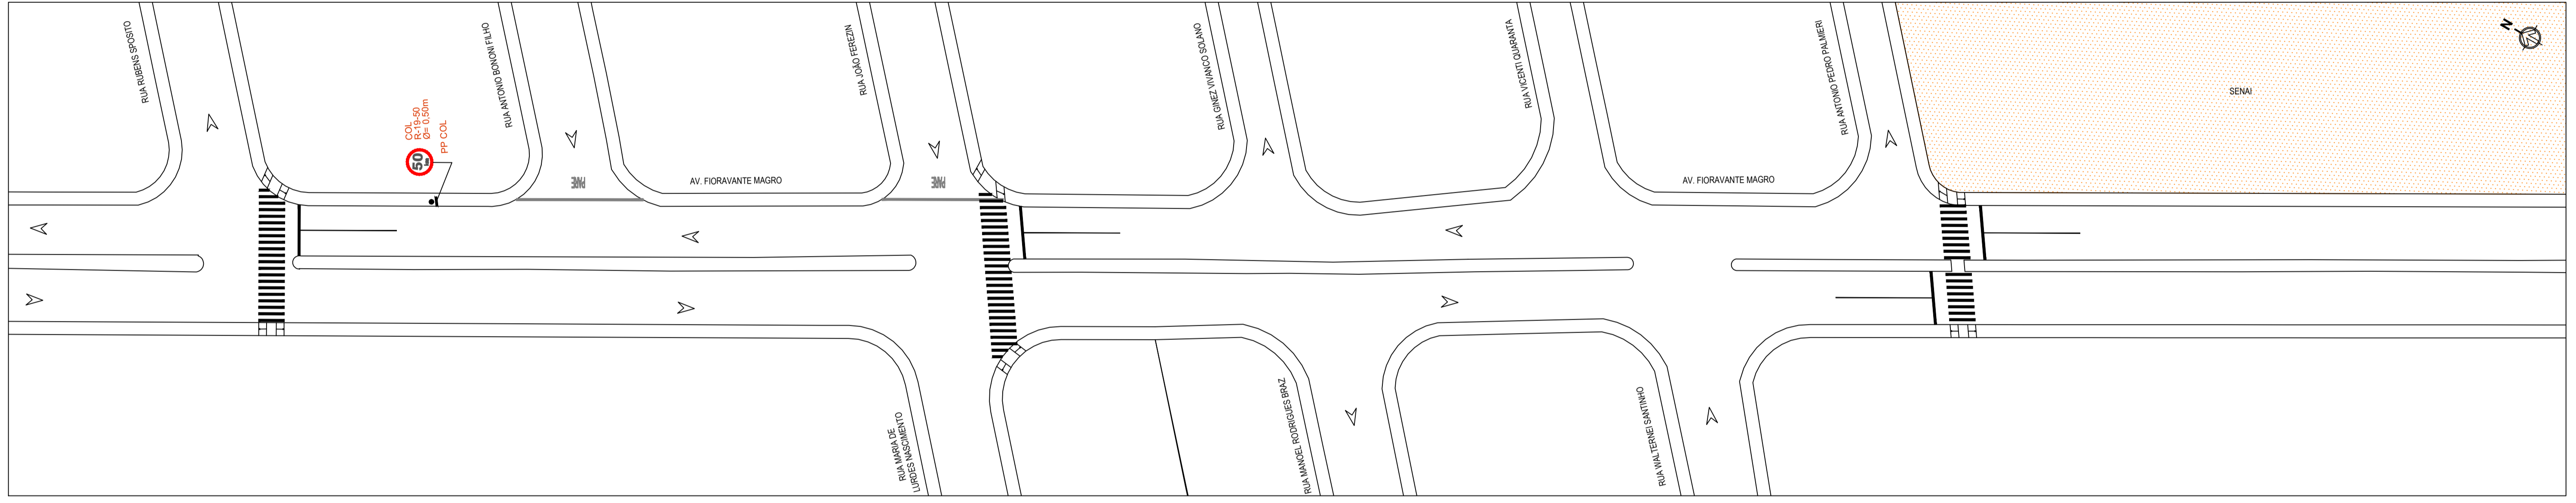 RUA RUBENS SPOSITO
COL
R-19-50
Ø= 0,50m
50
PP COL
RUA ANTONIO BONONI FILHO
PARE
AV. FIORAVANTE MAGRO
RUA JOÃO FEREZIN
PARE
RUA GINEZ VIVANCO SOLANO
RUA VICENTI QUARANTA
AV. FIORAVANTE MAGRO
RUA ANTONIO PEDRO PALMIERI
SENAI
N
RUA MARIA DE
LURDES NASCIMENTO
RUA MANOEL RODRIGUES BRAZ
RUA WALTERNEI SANTINHO